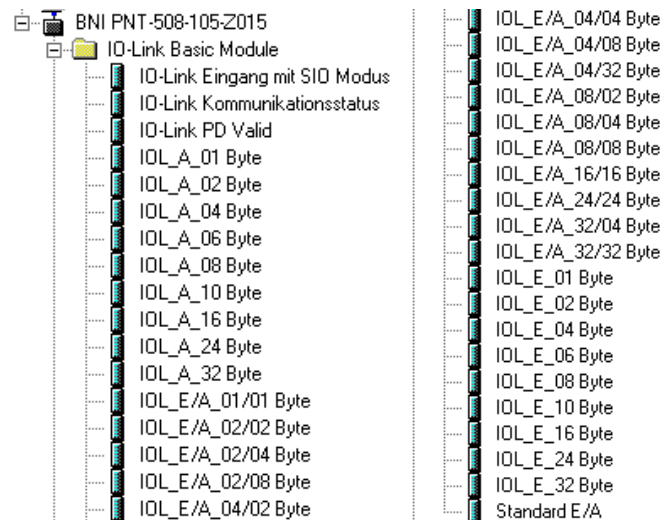 BNI PNT-508-105-Z015
IO-Link Basic Module
IO-Link Eingang mit SIO Modus
IO-Link Kommunikationsstatus
IO-Link PD Valid
IOL_A_01 Byte
IOL_A_02 Byte
IOL_A_04 Byte
IOL_A_06 Byte
IOL_A_08 Byte
IOL_A_10 Byte
IOL_A_16 Byte
IOL_A_24 Byte
IOL_A_32 Byte
IOL_E/A_01/01 Byte
IOL_E/A_02/02 Byte
IOL_E/A_02/04 Byte
IOL_E/A_02/08 Byte
IOL_E/A_04/02 Byte
IOL_E/A_04/04 Byte
IOL_E/A_04/08 Byte
IOL_E/A_04/32 Byte
IOL_E/A_08/02 Byte
IOL_E/A_08/04 Byte
IOL_E/A_08/08 Byte
IOL_E/A_16/16 Byte
IOL_E/A_24/24 Byte
IOL_E/A_32/04 Byte
IOL_E/A_32/32 Byte
IOL_E_01 Byte
IOL_E_02 Byte
IOL_E_04 Byte
IOL_E_06 Byte
IOL_E_08 Byte
IOL_E_10 Byte
IOL_E_16 Byte
IOL_E_24 Byte
IOL_E_32 Byte
Standard E/A